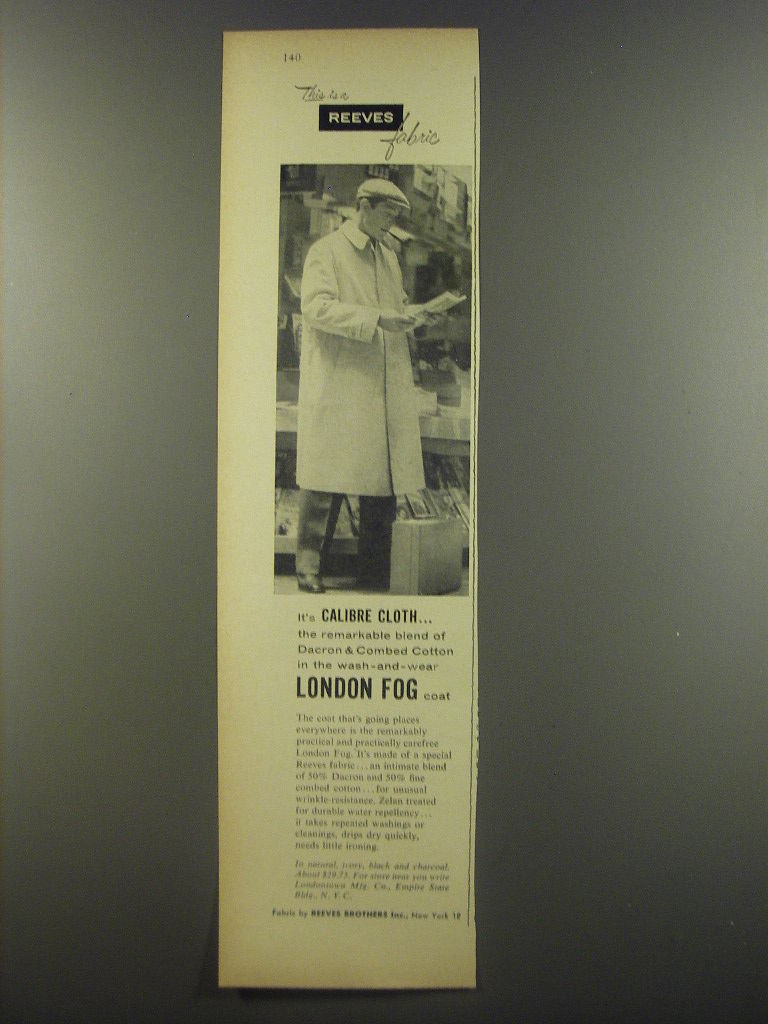 140
This is a
REEVES
fabric
It's CALIBRE CLOTH...
the remarkable blend of
Dacron & Combed Cotton
in the wash-and-wear
LONDON FOG coat
The coat that's going places
everywhere is the remarkably
practical and practically carefree
London Fog. It's made of a special
Reeves fabric... an intimate blend
of 50% Dacron and 50% fine
combed cotton... for unusual
wrinkle-resistance. Zelan treated
for durable water repellency...
it takes repeated washings or
cleanings, drips dry quickly,
needs little ironing.
In natural, ivory, black and charcoal.
About $29.75. For store near you write
Londontown Mfg. Co., Empire State
Bldg., N. Y. C.
Fabric by REEVES BROTHERS Inc., New York 18